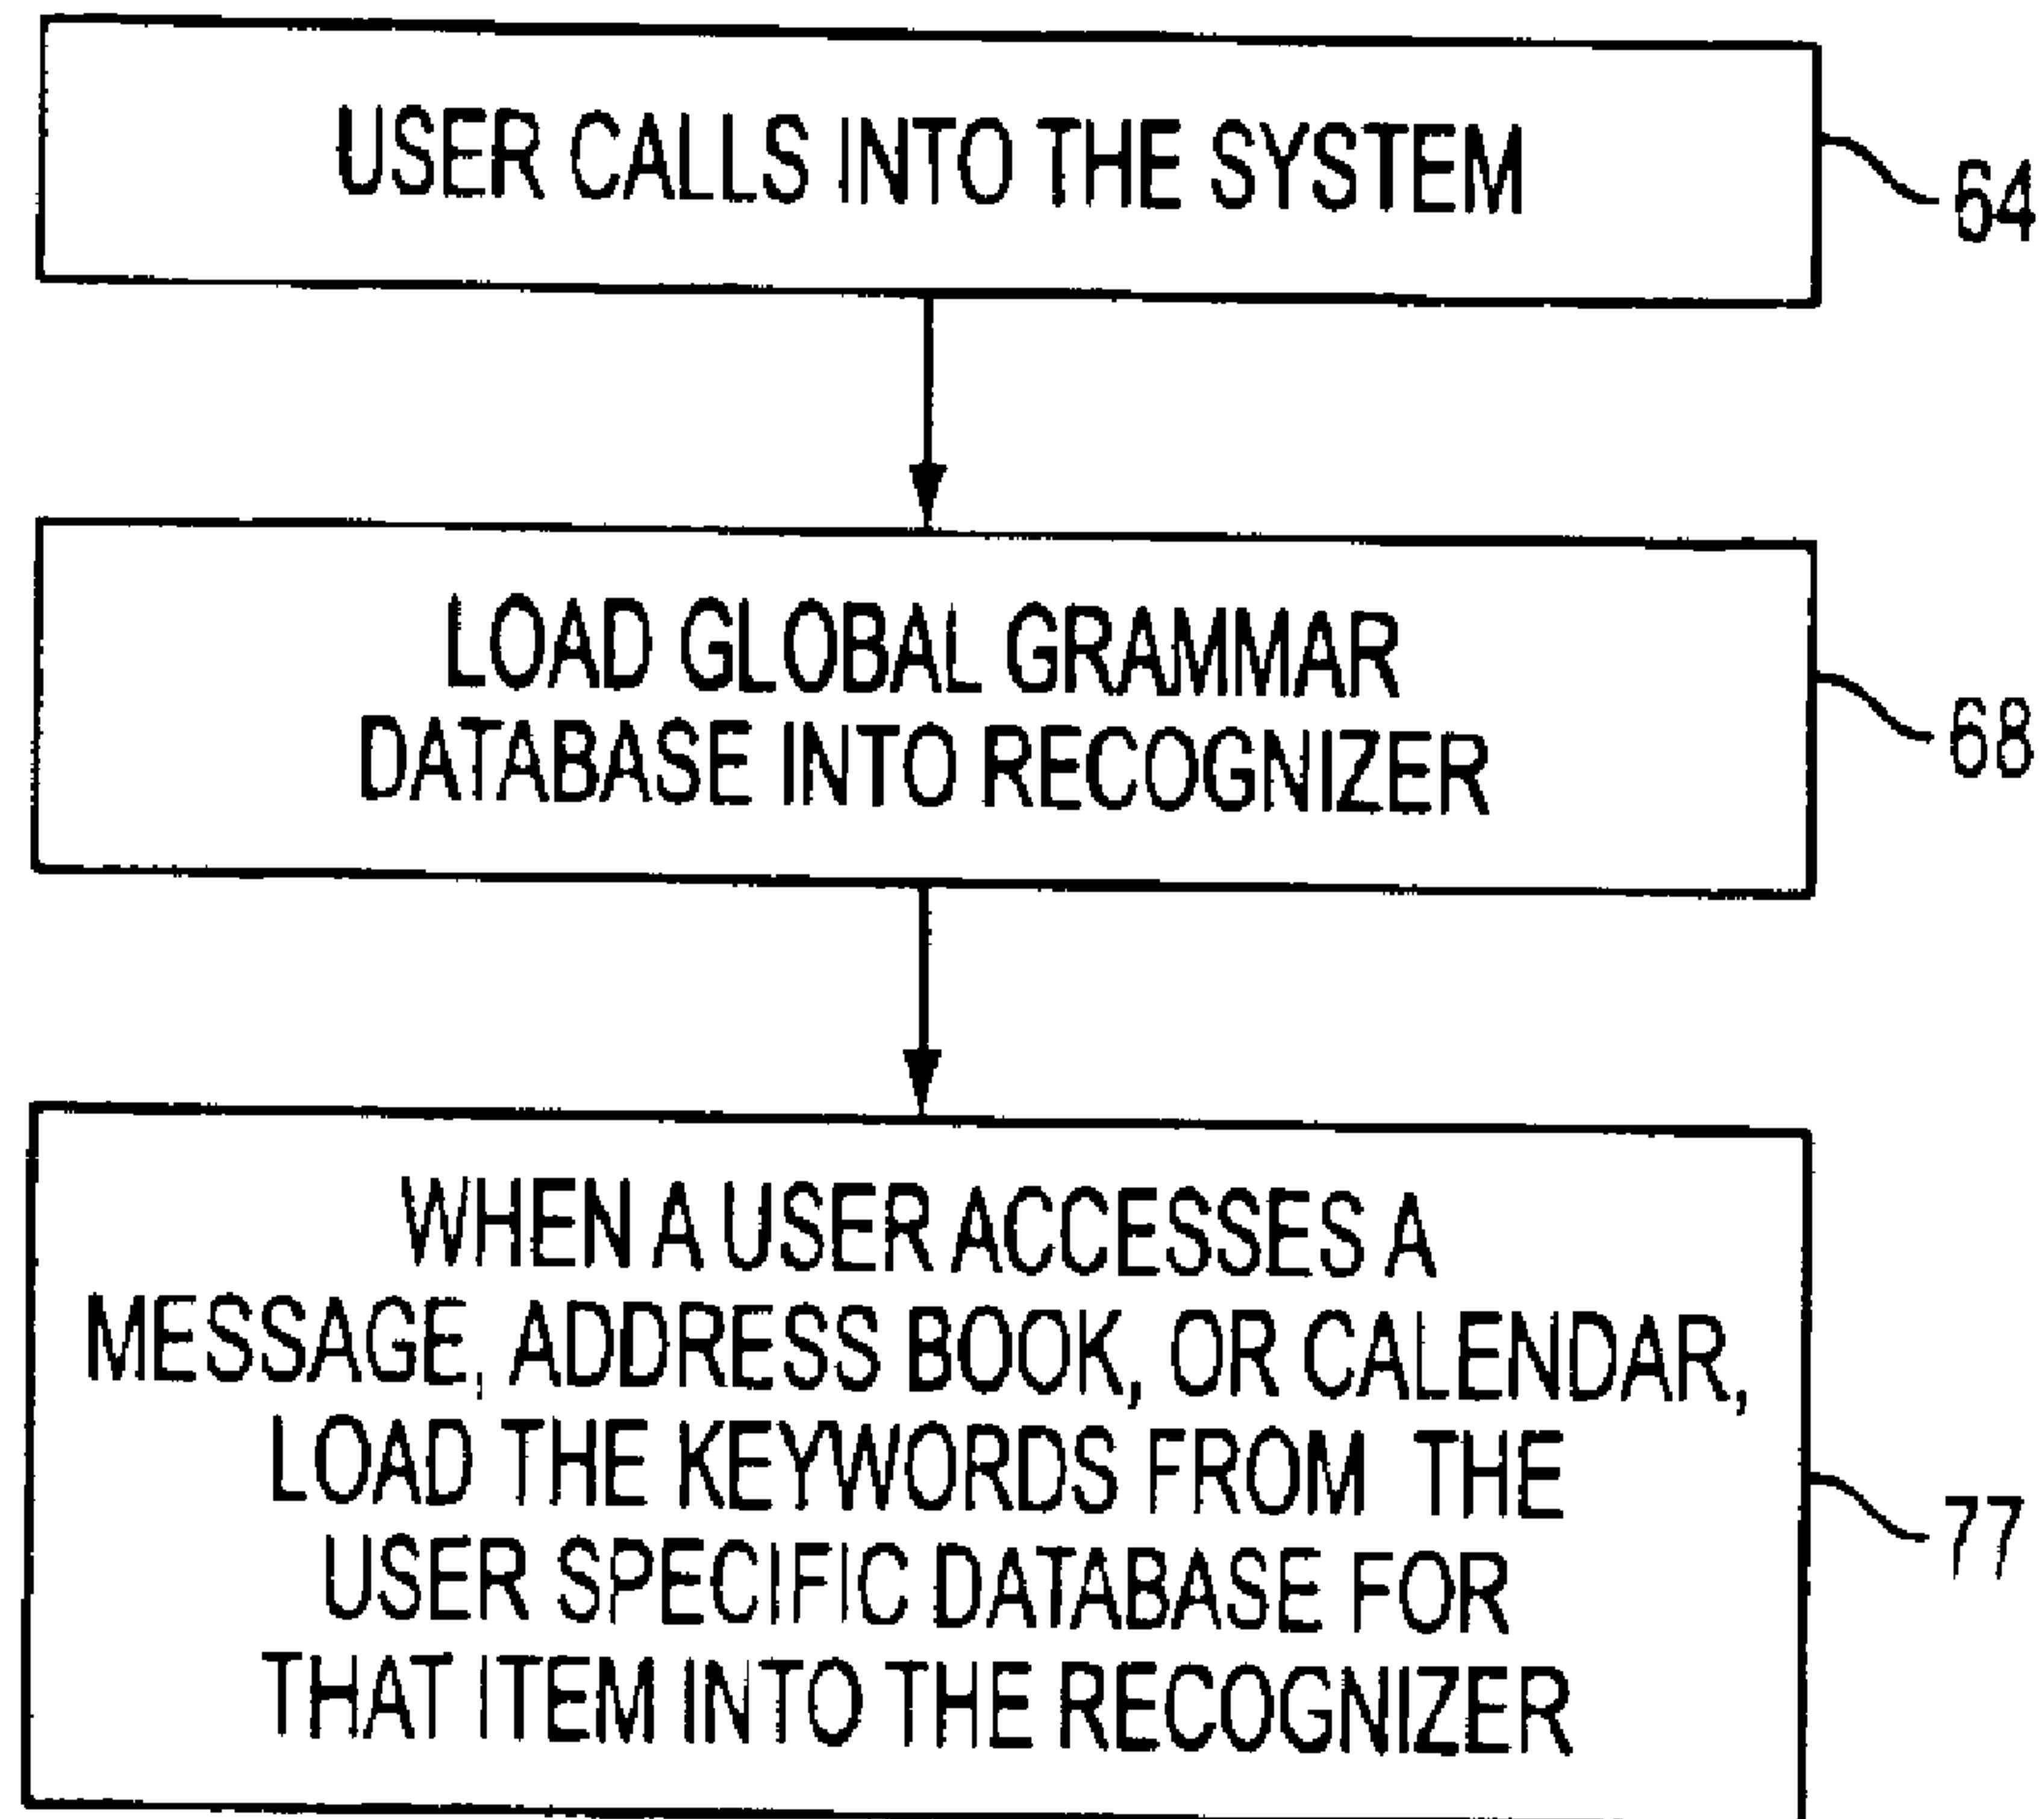 USER CALLS INTO THE SYSTEM
64
LOAD GLOBAL GRAMMAR
DATABASE INTO RECOGNIZER
68
WHEN A USER ACCESSES A
MESSAGE, ADDRESS BOOK, OR CALENDAR,
LOAD THE KEYWORDS FROM THE
USER SPECIFIC DATABASE FOR
THAT ITEM INTO THE RECOGNIZER
77